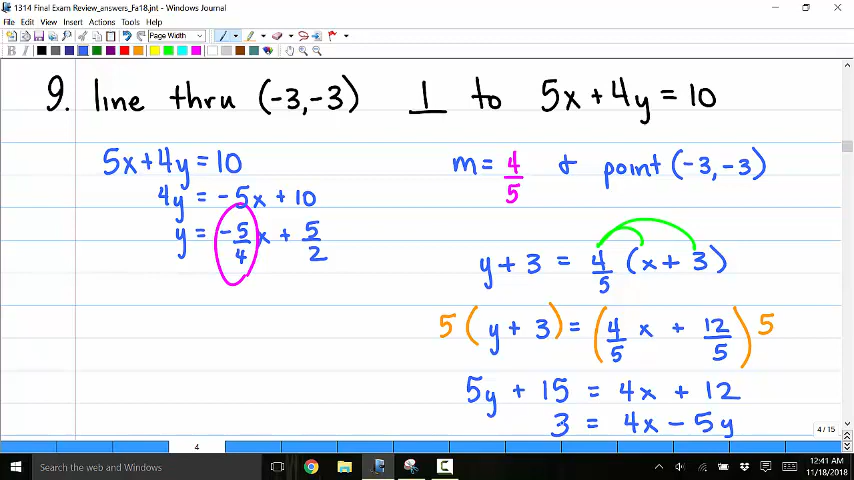 1314 Final Exam Review_answers_Fa18.jnt - Windows Journal
File Edit View Insert Actions Tools Help
Page Width
B I
9. line thru (-3,-3) ⊥ to 5x+4y=10
5x+4y=10
4y = -5x + 10
y = -5/4 x + 5/2
m = 4/5 & point (-3,-3)
y + 3 = 4/5 (x + 3)
5 ( y + 3 ) = ( 4/5 x + 12/5 ) 5
5y + 15 = 4x + 12
3 = 4x - 5y
4 / 15
4
Search the web and Windows
12:41 AM
11/18/2018